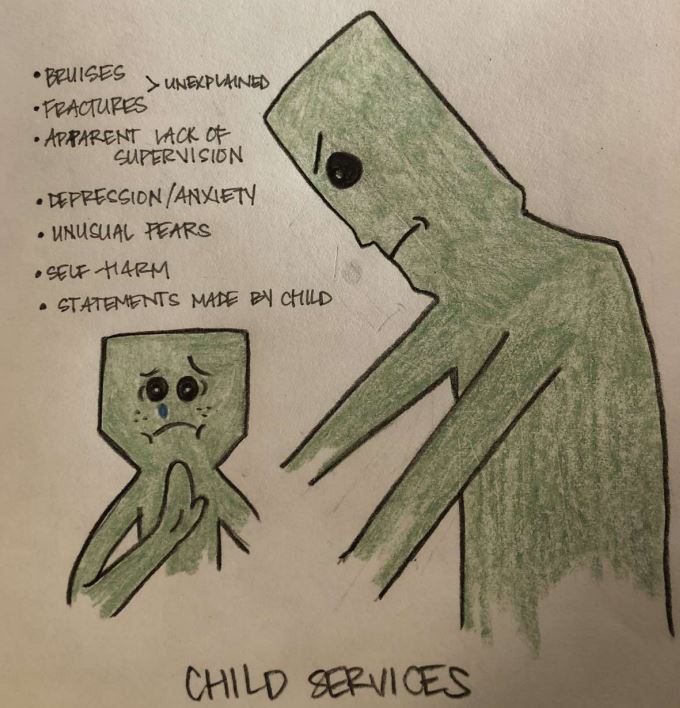 • BRUISES > UNEXPLAINED
• FRACTURES
• APPARENT LACK OF
SUPERVISION
• DEPRESSION/ANXIETY
• UNUSUAL FEARS
• SELF-HARM
• STATEMENTS MADE BY CHILD
CHILD SERVICES